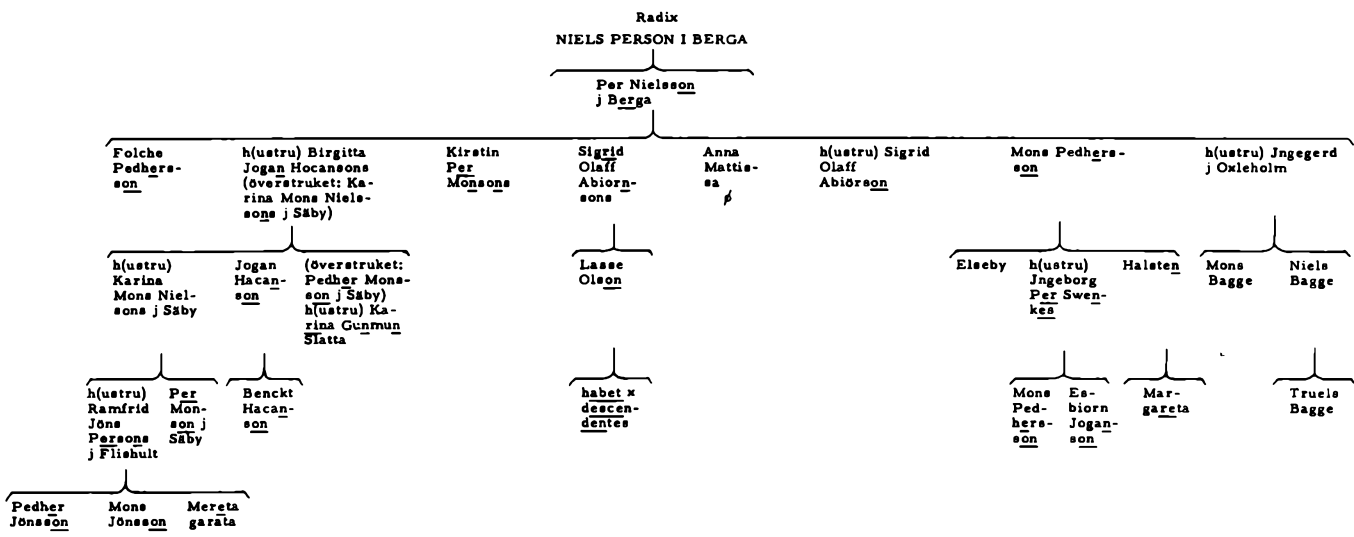 Radix
NIELS PERSON I BERGA
Per Nielsson
j Berga
Folche
Pedhers-
son
h(ustru) Birgitta
Jogan Hocansons
(överstruket: Ka-
rina Mons Niels-
sons j Säby)
Kirstin
Per
Monsons
Sigrid
Olaff
Abiorn-
sons
Anna
Mattis-
sa
ø
h(ustru) Sigrid
Olaff
Abiörson
Mons Pedhers-
son
h(ustru) Jngegerd
j Oxleholm
h(ustru)
Karina
Mons Niel-
sons j Säby
Jogan
Hacan-
son
(överstruket:
Pedher Mons-
son j Säby)
h(ustru) Ka-
rina Gunmun
Slatta
Lasse
Olson
Elseby
h(ustru)
Jngeborg
Per Swen-
kes
Halsten
Mons
Bagge
Niels
Bagge
h(ustru)
Ramfrid
Jöns
Persons
j Flishult
Per
Mon-
son j
Säby
Benckt
Hacan-
son
habet x
descen-
dentes
Mons
Ped-
hers-
son
Es-
biorn
Jogan-
son
Mar-
gareta
Truels
Bagge
Pedher
Jönsson
Mons
Jönsson
Mereta
garata